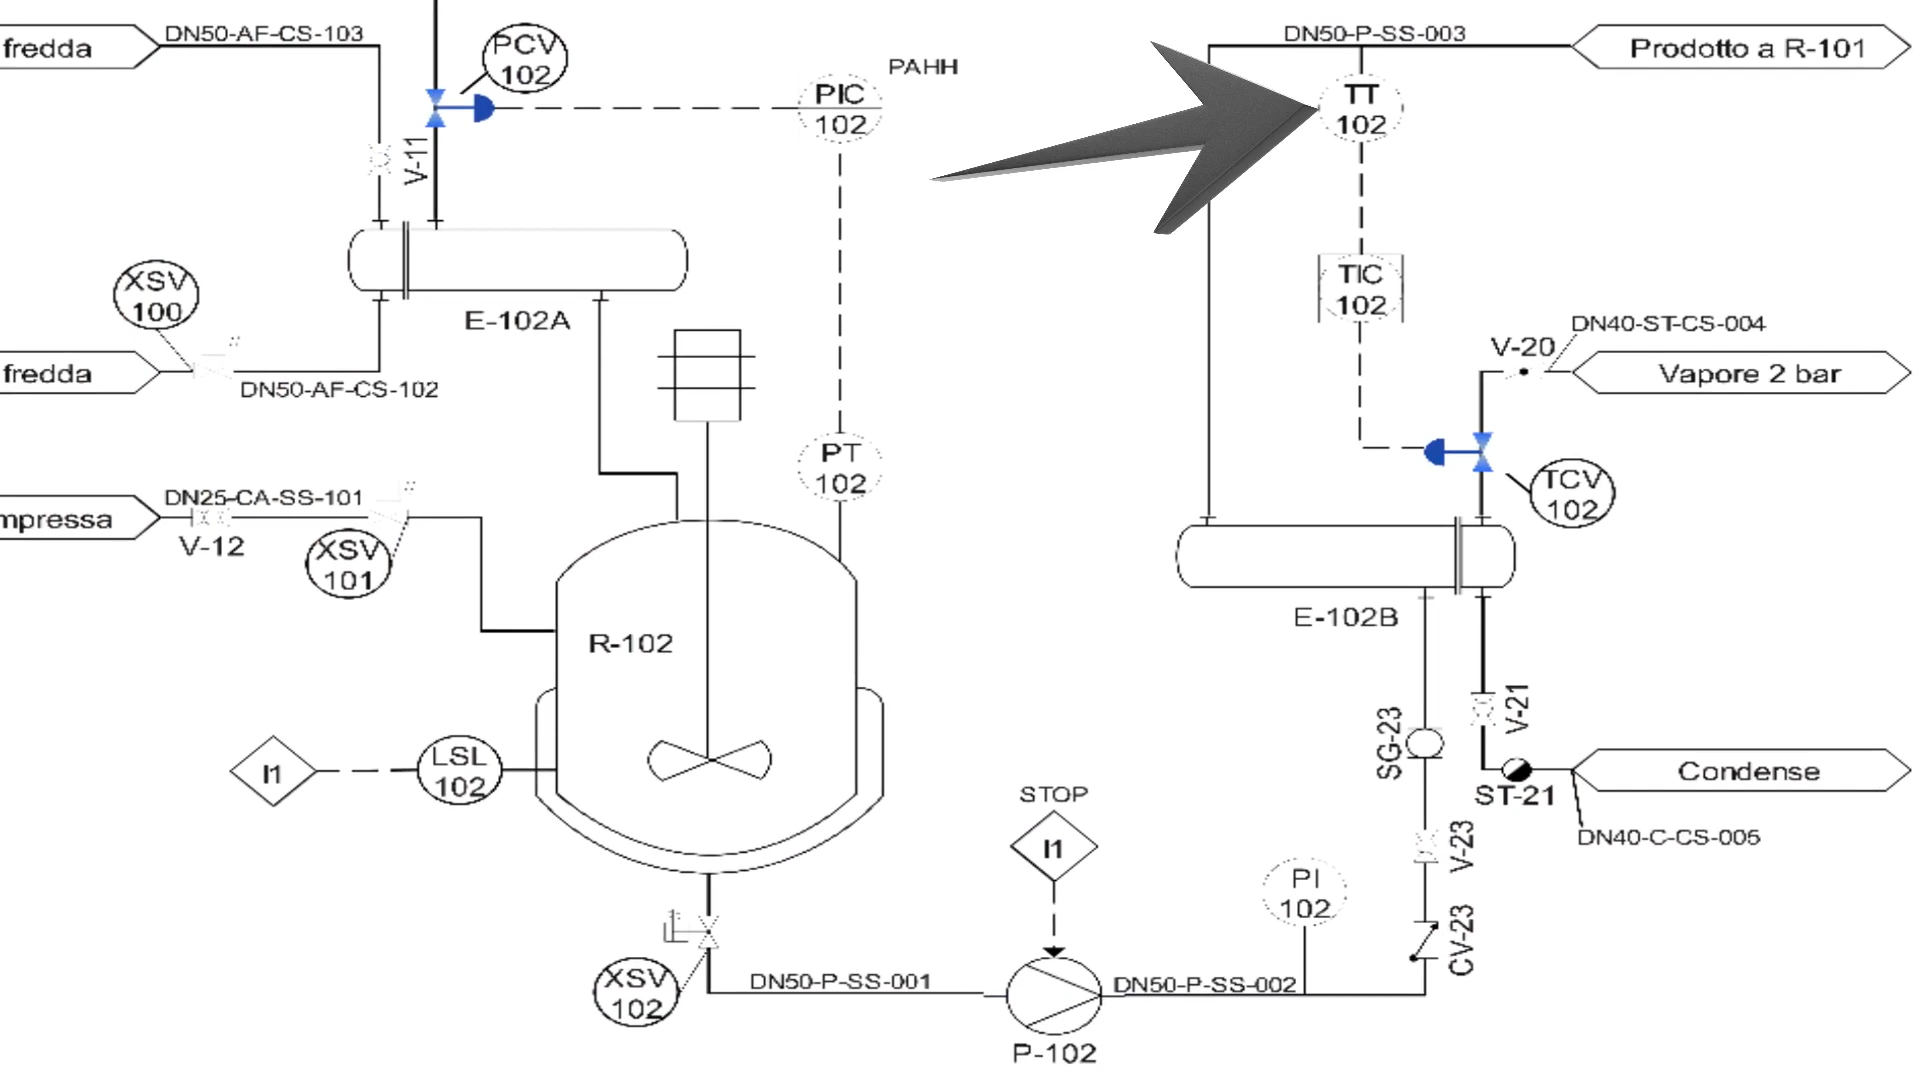 fredda
DN50-AF-CS-103
PCV
102
PIC
102
PAHH
DN50-P-SS-003
Prodotto a R-101
TT
102
V-11
XSV
100
E-102A
TIC
102
DN40-ST-CS-004
V-20
Vapore 2 bar
fredda
DN50-AF-CS-102
PT
102
TCV
102
mpressa
DN25-CA-SS-101
V-12
XSV
101
R-102
E-102B
I1
LSL
102
SG-23
V-21
Condense
ST-21
DN40-C-CS-005
STOP
I1
V-23
PI
102
CV-23
XSV
102
DN50-P-SS-001
DN50-P-SS-002
P-102